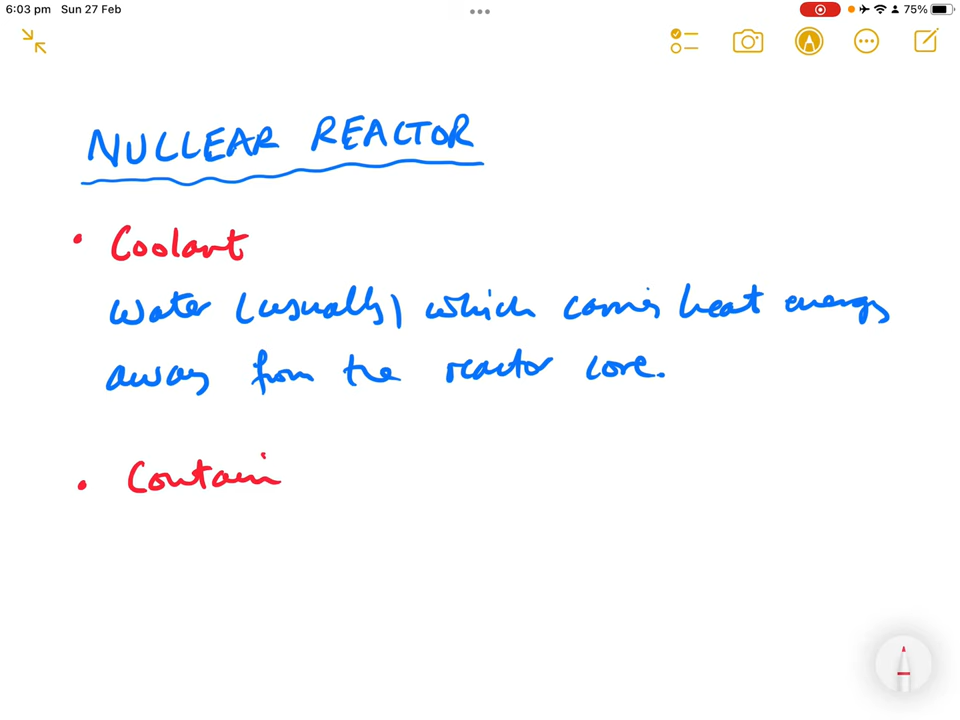 6:03 pm Sun 27 Feb 75%
NUCLEAR REACTOR
• Coolant
Water (usually) which carries heat energy
away from the reactor core.
• Contain